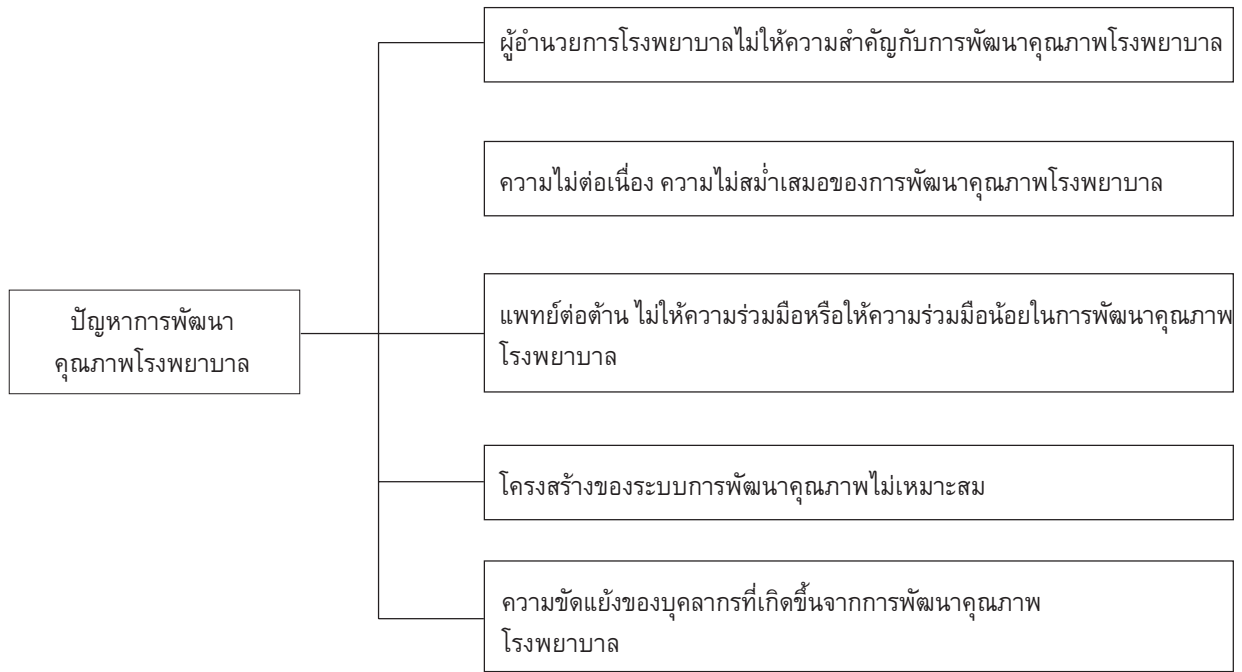 ผู้อำนวยการโรงพยาบาลไม่ให้ความสำคัญกับการพัฒนาคุณภาพโรงพยาบาล
ความไม่ต่อเนื่อง ความไม่สม่ำเสมอของการพัฒนาคุณภาพโรงพยาบาล
ปัญหาการพัฒนา
คุณภาพโรงพยาบาล
แพทย์ต่อต้าน ไม่ให้ความร่วมมือหรือให้ความร่วมมือน้อยในการพัฒนาคุณภาพ
โรงพยาบาล
โครงสร้างของระบบการพัฒนาคุณภาพไม่เหมาะสม
ความขัดแย้งของบุคลากรที่เกิดขึ้นจากการพัฒนาคุณภาพ
โรงพยาบาล